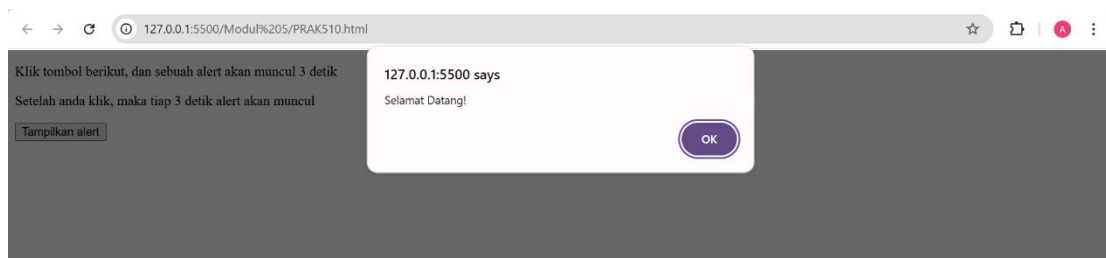 127.0.0.1:5500/Modul%205/PRAK510.html
A
Klik tombol berikut, dan sebuah alert akan muncul 3 detik
Setelah anda klik, maka tiap 3 detik alert akan muncul
Tampilkan alert
127.0.0.1:5500 says
Selamat Datang!
OK